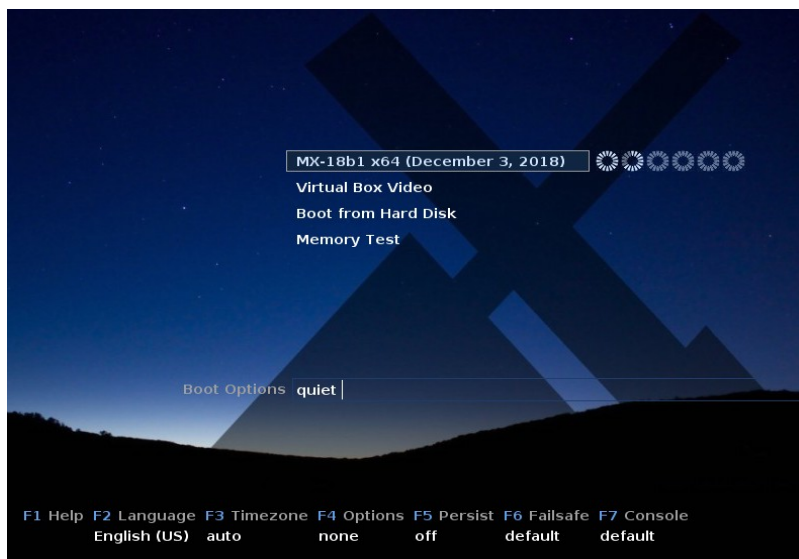 MX-18b1 x64 (December 3, 2018)
Virtual Box Video
Boot from Hard Disk
Memory Test
Boot Options quiet
F1 Help F2 Language F3 Timezone F4 Options F5 Persist F6 Failsafe F7 Console
English (US) auto none off default default